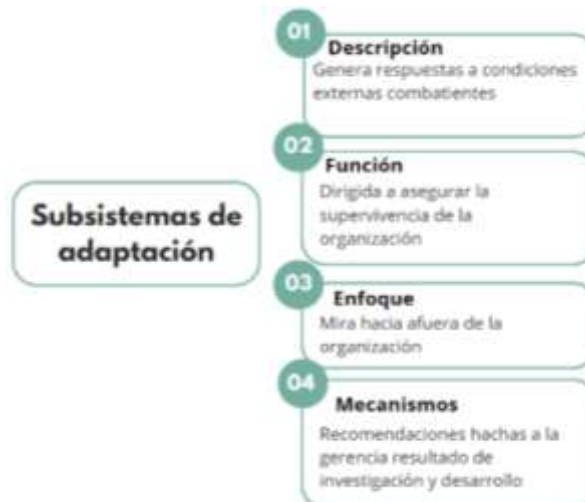 01
Descripción
Genera respuestas a condiciones
externas combatientes
02
Función
Dirigida a asegurar la
supervivencia de la
organización
Subsistemas de
adaptación
03
Enfoque
Mira hacia afuera de la
organización
04
Mecanismos
Recomendaciones hachas a la
gerencia resultado de
investigación y desarrollo